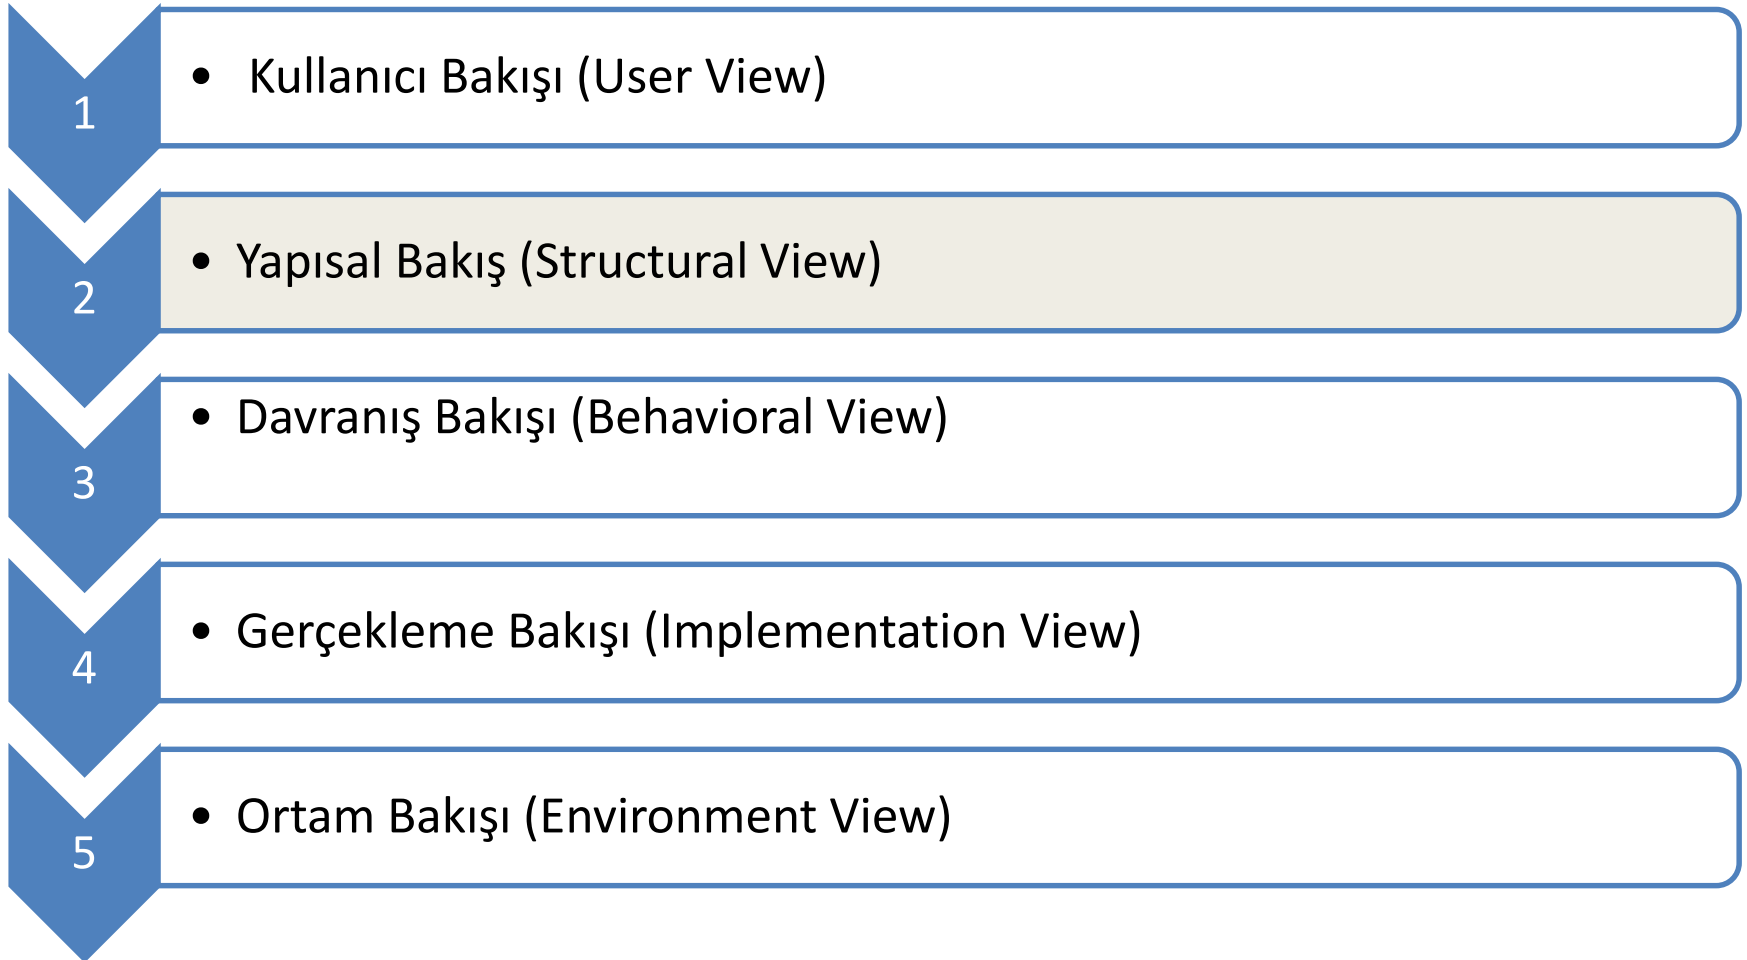 1
• Kullanıcı Bakışı (User View)
2
• Yapısal Bakış (Structural View)
3
• Davranış Bakışı (Behavioral View)
4
• Gerçekleme Bakışı (Implementation View)
5
• Ortam Bakışı (Environment View)